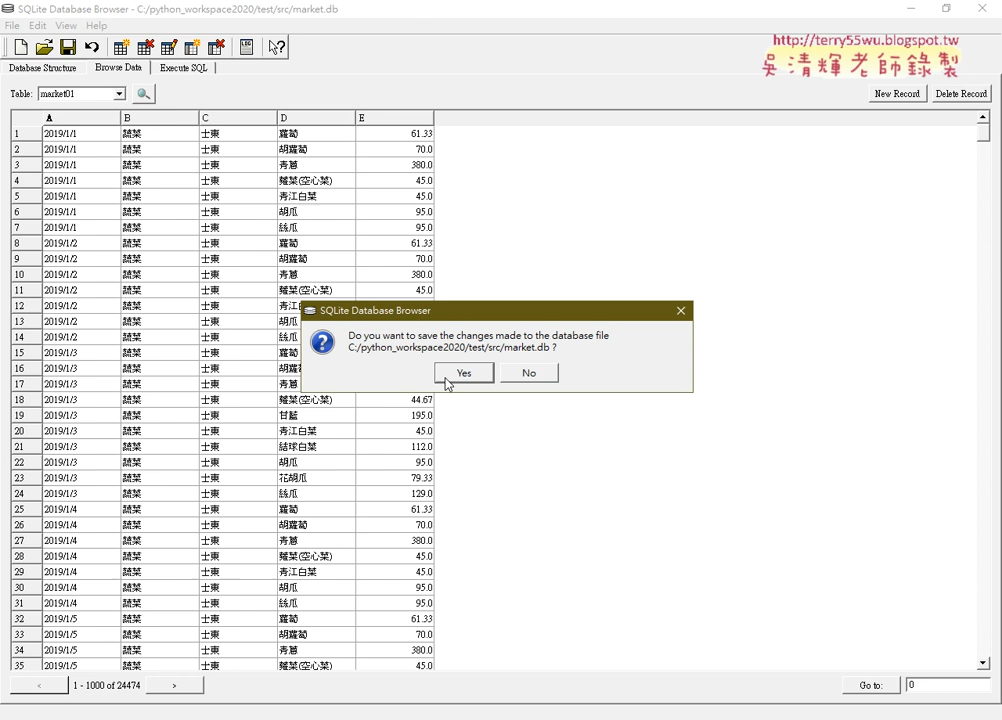 SQLite Database Browser - C:/python_workspace2020/test/src/market.db
File Edit View Help
http://terry55wu.blogspot.tw
吳清輝老師錄製
Database Structure Browse Data Execute SQL
Table: market01 New Record Delete Record
A B C D E
1 2019/1/1 蔬菜 士東 蘿蔔 61.33
2 2019/1/1 蔬菜 士東 胡蘿蔔 70.0
3 2019/1/1 蔬菜 士東 青蔥 380.0
4 2019/1/1 蔬菜 士東 蕹菜(空心菜) 45.0
5 2019/1/1 蔬菜 士東 青江白菜 45.0
6 2019/1/1 蔬菜 士東 胡瓜 95.0
7 2019/1/1 蔬菜 士東 絲瓜 95.0
8 2019/1/2 蔬菜 士東 蘿蔔 61.33
9 2019/1/2 蔬菜 士東 胡蘿蔔 70.0
10 2019/1/2 蔬菜 士東 青蔥 380.0
11 2019/1/2 蔬菜 士東 蕹菜(空心菜) 45.0
12 2019/1/2 蔬菜 士東 青江
13 2019/1/2 蔬菜 士東 胡瓜
14 2019/1/2 蔬菜 士東 絲瓜
15 2019/1/3 蔬菜 士東 蘿蔔
16 2019/1/3 蔬菜 士東 胡蘿
17 2019/1/3 蔬菜 士東 青蔥
SQLite Database Browser
Do you want to save the changes made to the database file
C:/python_workspace2020/test/src/market.db ?
Yes No
18 2019/1/3 蔬菜 士東 蕹菜(空心菜) 44.67
19 2019/1/3 蔬菜 士東 甘藍 195.0
20 2019/1/3 蔬菜 士東 青江白菜 45.0
21 2019/1/3 蔬菜 士東 結球白菜 112.0
22 2019/1/3 蔬菜 士東 胡瓜 95.0
23 2019/1/3 蔬菜 士東 花胡瓜 79.33
24 2019/1/3 蔬菜 士東 絲瓜 129.0
25 2019/1/4 蔬菜 士東 蘿蔔 61.33
26 2019/1/4 蔬菜 士東 胡蘿蔔 70.0
27 2019/1/4 蔬菜 士東 青蔥 380.0
28 2019/1/4 蔬菜 士東 蕹菜(空心菜) 45.0
29 2019/1/4 蔬菜 士東 青江白菜 45.0
30 2019/1/4 蔬菜 士東 胡瓜 95.0
31 2019/1/4 蔬菜 士東 絲瓜 95.0
32 2019/1/5 蔬菜 士東 蘿蔔 61.33
33 2019/1/5 蔬菜 士東 胡蘿蔔 70.0
34 2019/1/5 蔬菜 士東 青蔥 380.0
35 2019/1/5 蔬菜 士東 蕹菜(空心菜) 45.0
< 1 - 1000 of 24474 > Go to: 0